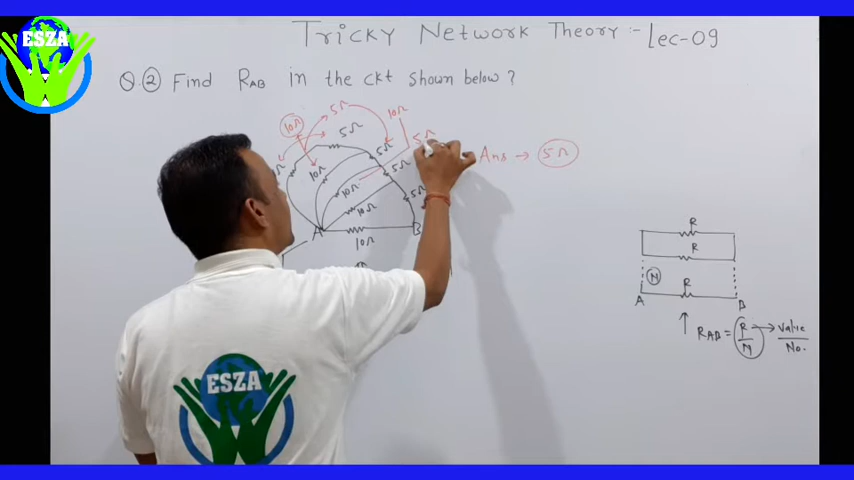 ESZA
Tricky Network Theory :- Lec-09
Q.② Find RAB in the ckt shown below ?
5Ω
10Ω
10Ω
5Ω
5Ω
5Ω
Ans → 5Ω
10Ω
5Ω
10Ω
5Ω
10Ω
A
B
10Ω
R
R
N
R
A
B
RAB = R/N → Value/No.
ESZA